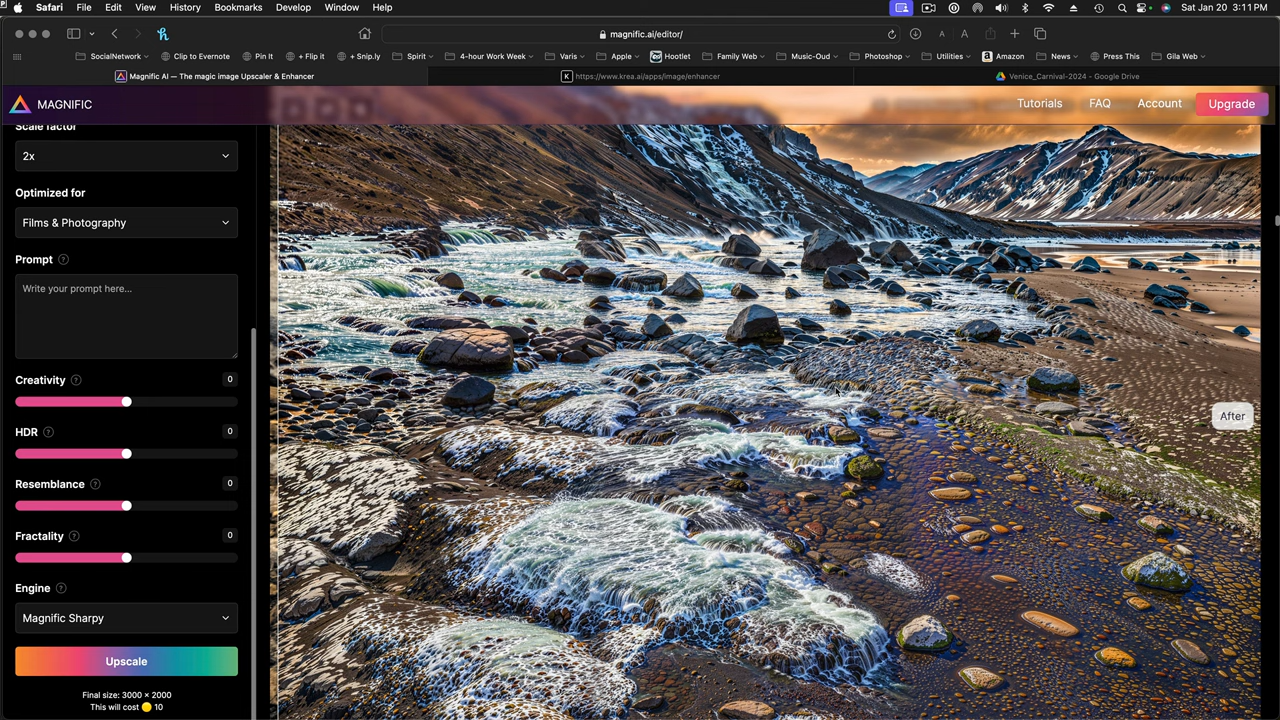 Safari File Edit View History Bookmarks Develop Window Help Sat Jan 20 3:11 PM
magnific.ai/editor/ A A
SocialNetwork Clip to Evernote Pin It + Flip it + Snip.ly Spirit 4-hour Work Week Varis Apple Hootlet Family Web Music-Oud Photoshop Utilities Amazon News Press This Gila Web
Magnific AI — The magic image Upscaler & Enhancer K https://www.krea.ai/apps/image/enhancer Venice_Carnival-2024 - Google Drive
MAGNIFIC Tutorials FAQ Account Upgrade
Scale factor
2x
Optimized for
Films & Photography
Prompt ?
Write your prompt here...
Creativity ? 0
After
HDR ? 0
Resemblance ? 0
Fractality ? 0
Engine ?
Magnific Sharpy
Upscale
Final size: 3000 × 2000
This will cost 10